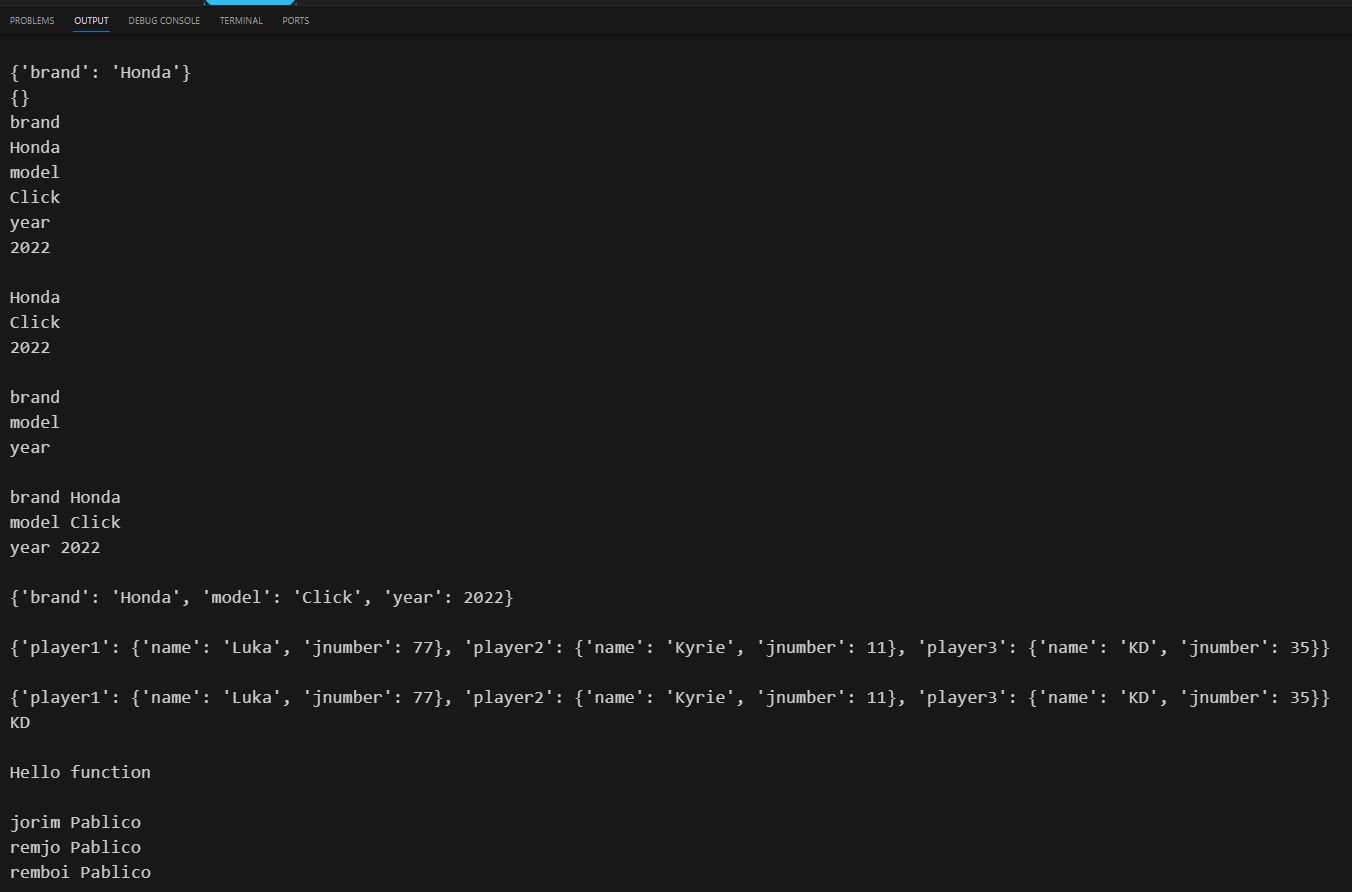 PROBLEMS OUTPUT DEBUG CONSOLE TERMINAL PORTS
{'brand': 'Honda'}
{}
brand
Honda
model
Click
year
2022
Honda
Click
2022
brand
model
year
brand Honda
model Click
year 2022
{'brand': 'Honda', 'model': 'Click', 'year': 2022}
{'player1': {'name': 'Luka', 'jnumber': 77}, 'player2': {'name': 'Kyrie', 'jnumber': 11}, 'player3': {'name': 'KD', 'jnumber': 35}}
{'player1': {'name': 'Luka', 'jnumber': 77}, 'player2': {'name': 'Kyrie', 'jnumber': 11}, 'player3': {'name': 'KD', 'jnumber': 35}}
KD
Hello function
jorim Pablico
remjo Pablico
remboi Pablico